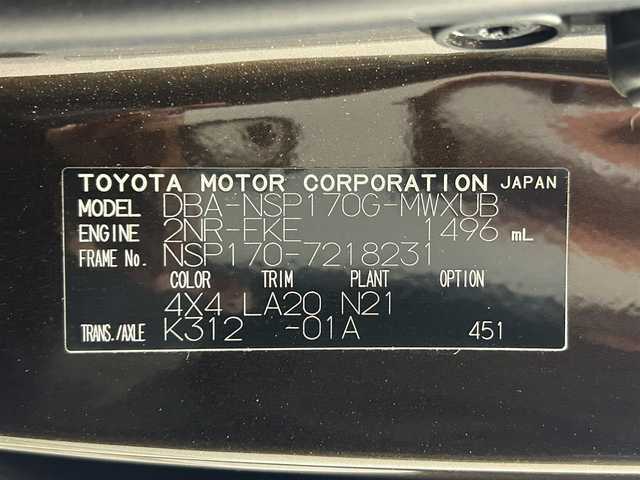 TOYOTA MOTOR CORPORATION JAPAN
MODEL DBA-NSP170G-MWXUB
ENGINE 2NR-FKE 1496 mL
FRAME No. NSP170-7218231
COLOR TRIM PLANT OPTION
4X4 LA20 N21
TRANS./AXLE K312 -01A 451